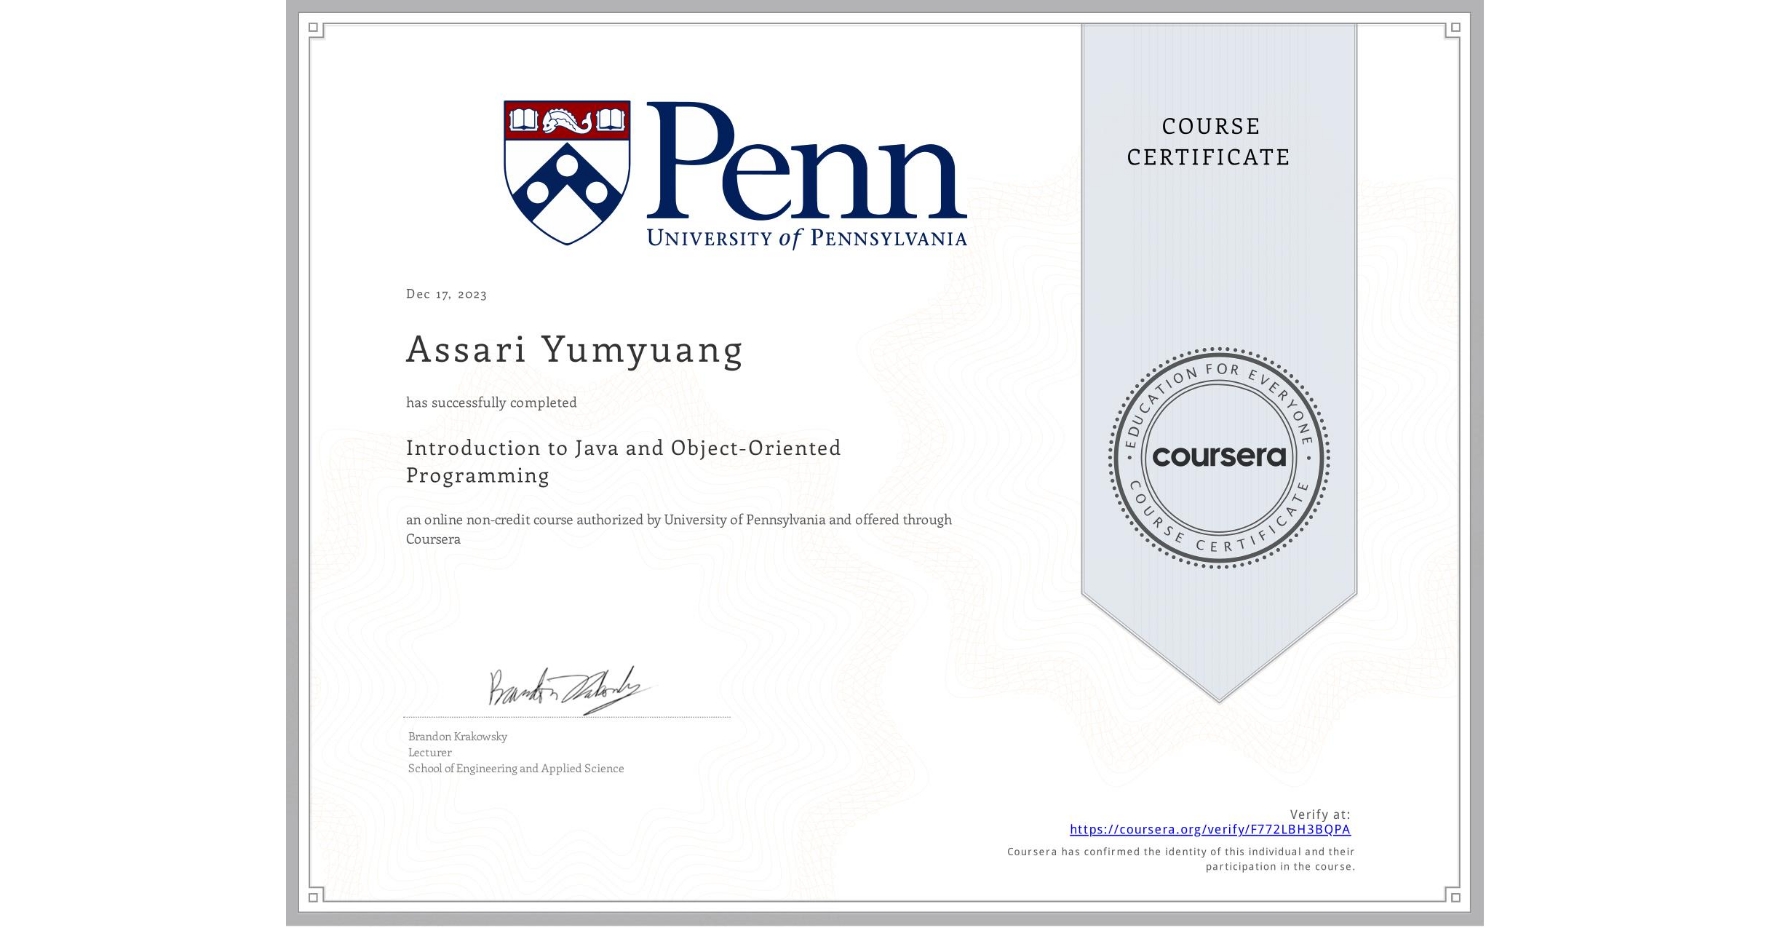 Penn
UNIVERSITY of PENNSYLVANIA
COURSE
CERTIFICATE
Dec 17, 2023
Assari Yumyuang
has successfully completed
Introduction to Java and Object-Oriented
Programming
an online non-credit course authorized by University of Pennsylvania and offered through
Coursera
EDUCATION FOR EVERYONE
coursera
COURSE CERTIFICATE
Brandon Krakowsky
Brandon Krakowsky
Lecturer
School of Engineering and Applied Science
Verify at:
https://coursera.org/verify/F772LBH3BQPA
Coursera has confirmed the identity of this individual and their
participation in the course.